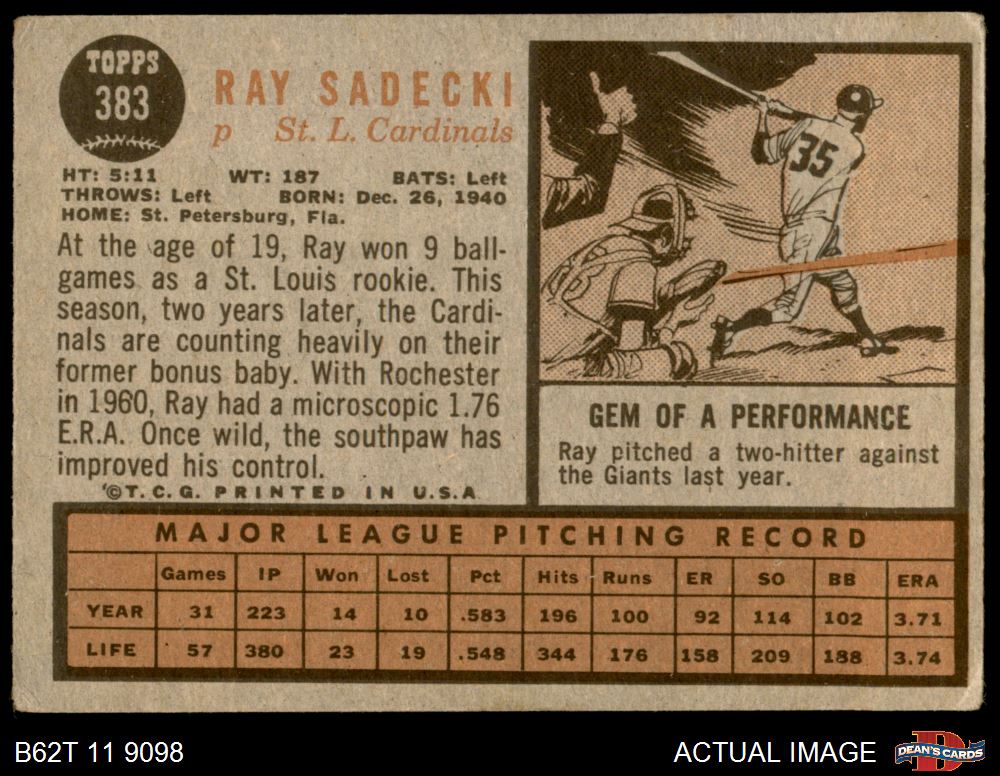 TOPPS
383
RAY SADECKI
p St. L. Cardinals
HT: 5:11 WT: 187 BATS: Left
THROWS: Left BORN: Dec. 26, 1940
HOME: St. Petersburg, Fla.
At the age of 19, Ray won 9 ball-
games as a St. Louis rookie. This
season, two years later, the Cardi-
nals are counting heavily on their
former bonus baby. With Rochester
in 1960, Ray had a microscopic 1.76
E.R.A. Once wild, the southpaw has
improved his control.
©T.C.G. PRINTED IN U.S.A
35
GEM OF A PERFORMANCE
Ray pitched a two-hitter against
the Giants last year.
MAJOR LEAGUE PITCHING RECORD
Games IP Won Lost Pct Hits Runs ER SO BB ERA
YEAR 31 223 14 10 .583 196 100 92 114 102 3.71
LIFE 57 380 23 19 .548 344 176 158 209 188 3.74
B62T 11 9098
ACTUAL IMAGE
DEAN'S CARDS